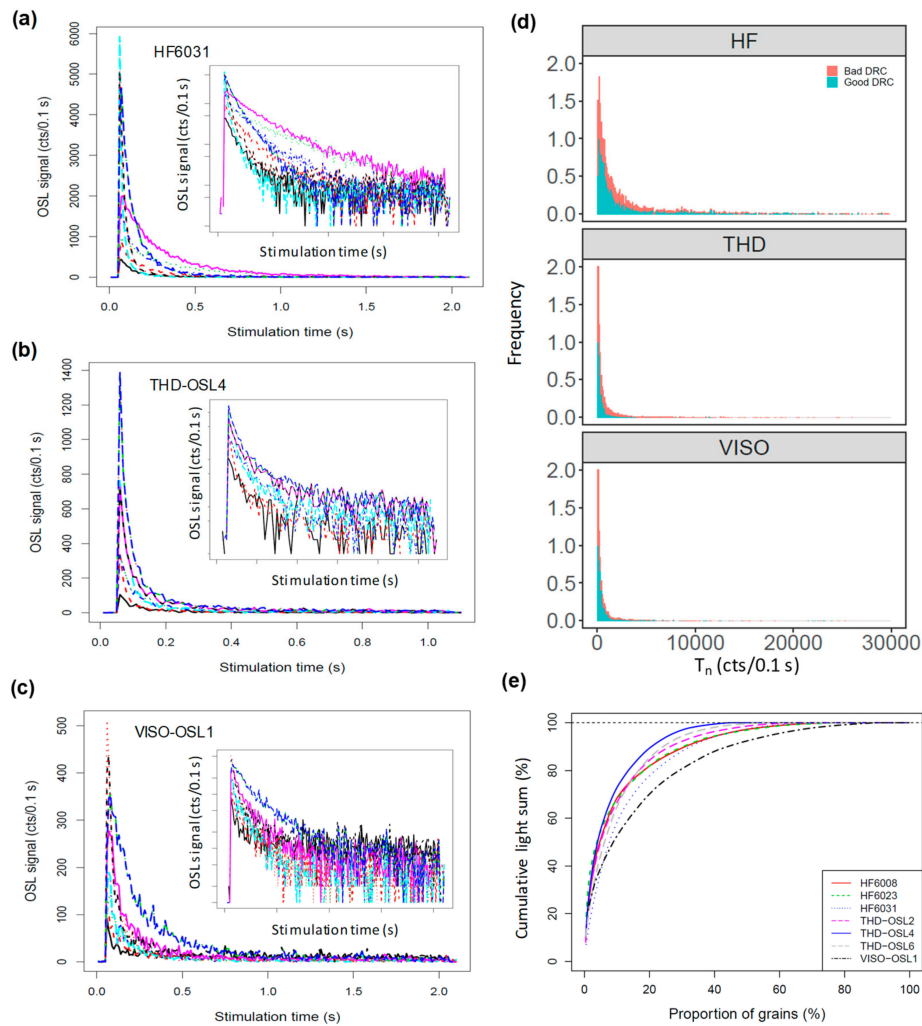 (a)
HF6031
OSL signal (cts/0.1 s)
6000
5000
4000
3000
2000
1000
0
0.0 0.5 1.0 1.5 2.0
Stimulation time (s)
OSL signal (cts/0.1 s)
Stimulation time (s)
(b)
THD-OSL4
OSL signal (cts/0.1 s)
1400
1200
1000
800
600
400
200
0
0.0 0.2 0.4 0.6 0.8 1.0
Stimulation time (s)
OSL signal (cts/0.1 s)
Stimulation time (s)
(c)
VISO-OSL1
OSL signal (cts/0.1 s)
500
400
300
200
100
0
0.0 0.5 1.0 1.5 2.0
Stimulation time (s)
OSL signal (cts/0.1 s)
Stimulation time (s)
(d)
HF
Bad DRC
Good DRC
2.0
1.5
1.0
0.5
0.0
THD
2.0
1.5
1.0
0.5
0.0
Frequency
VISO
2.0
1.5
1.0
0.5
0.0
0 10000 20000 30000
Tn (cts/0.1 s)
(e)
Cumulative light sum (%)
100
80
60
40
20
0
HF6008
HF6023
HF6031
THD-OSL2
THD-OSL4
THD-OSL6
VISO-OSL1
0 20 40 60 80 100
Proportion of grains (%)